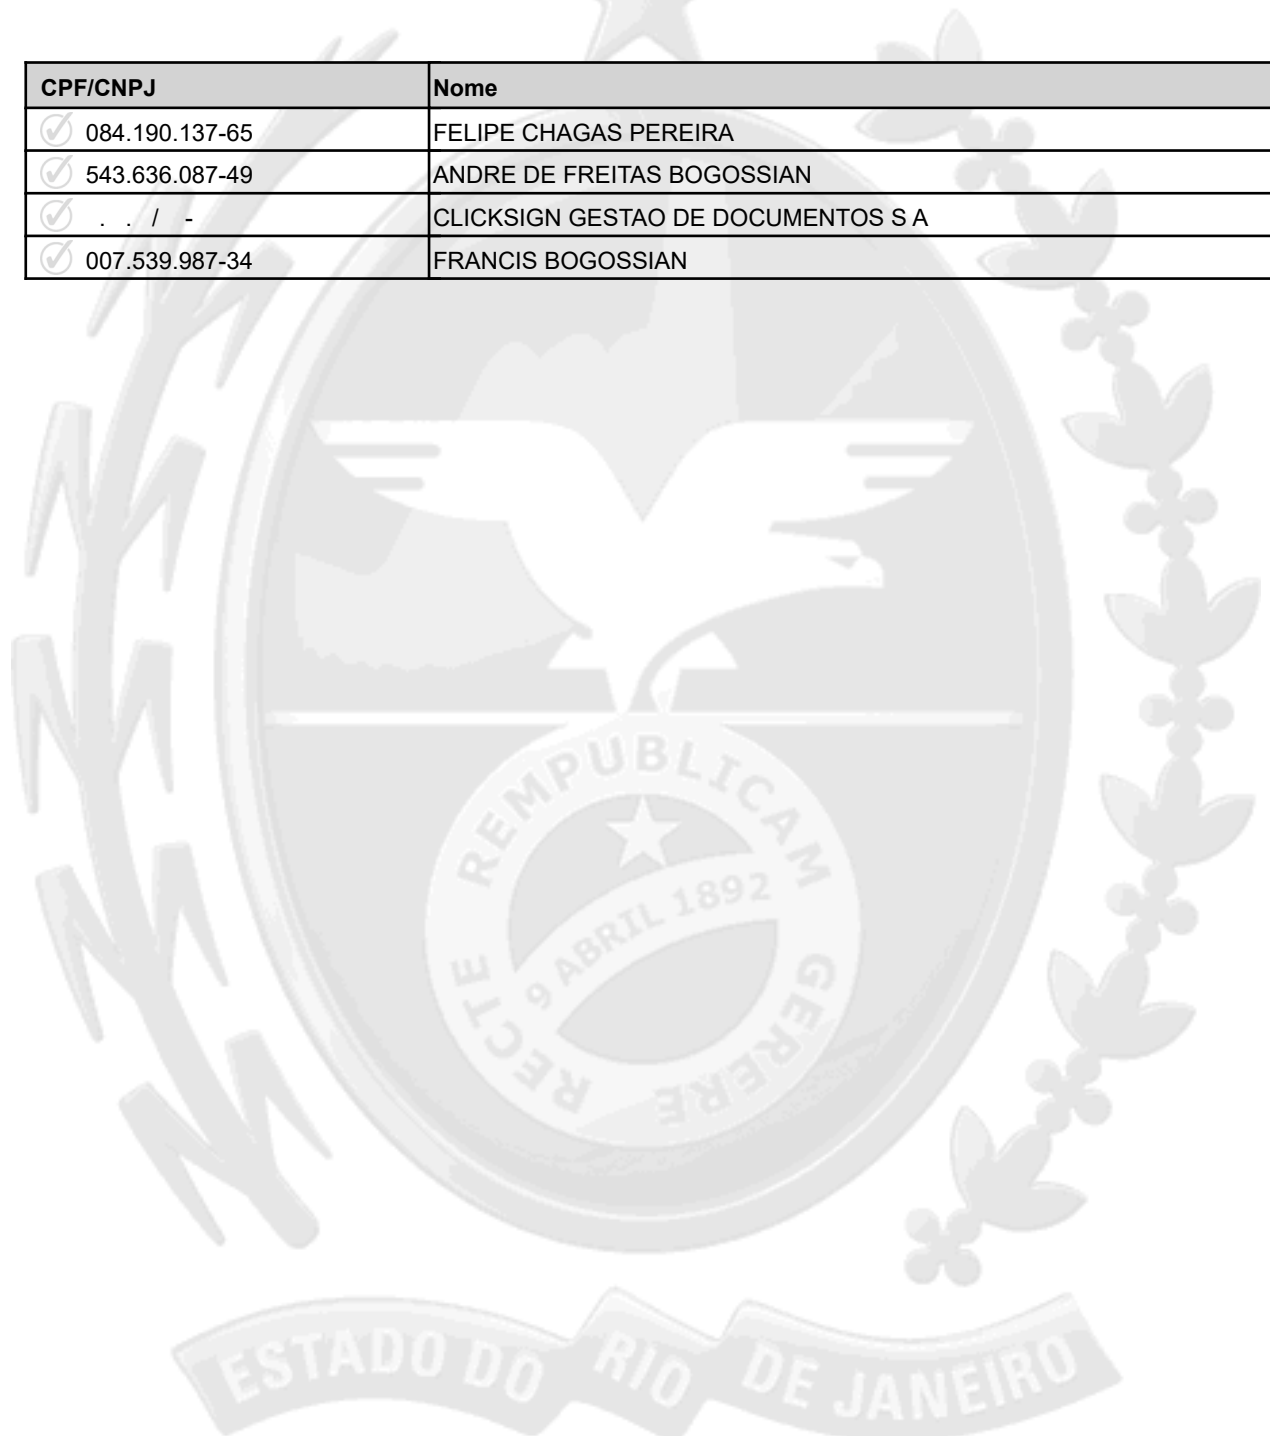 CPF/CNPJ Nome
084.190.137-65 FELIPE CHAGAS PEREIRA
543.636.087-49 ANDRE DE FREITAS BOGOSSIAN
. . / - CLICKSIGN GESTAO DE DOCUMENTOS S A
007.539.987-34 FRANCIS BOGOSSIAN
RECTE REMPUBLICAM GERERE
9 ABRIL 1892
ESTADO DO RIO DE JANEIRO